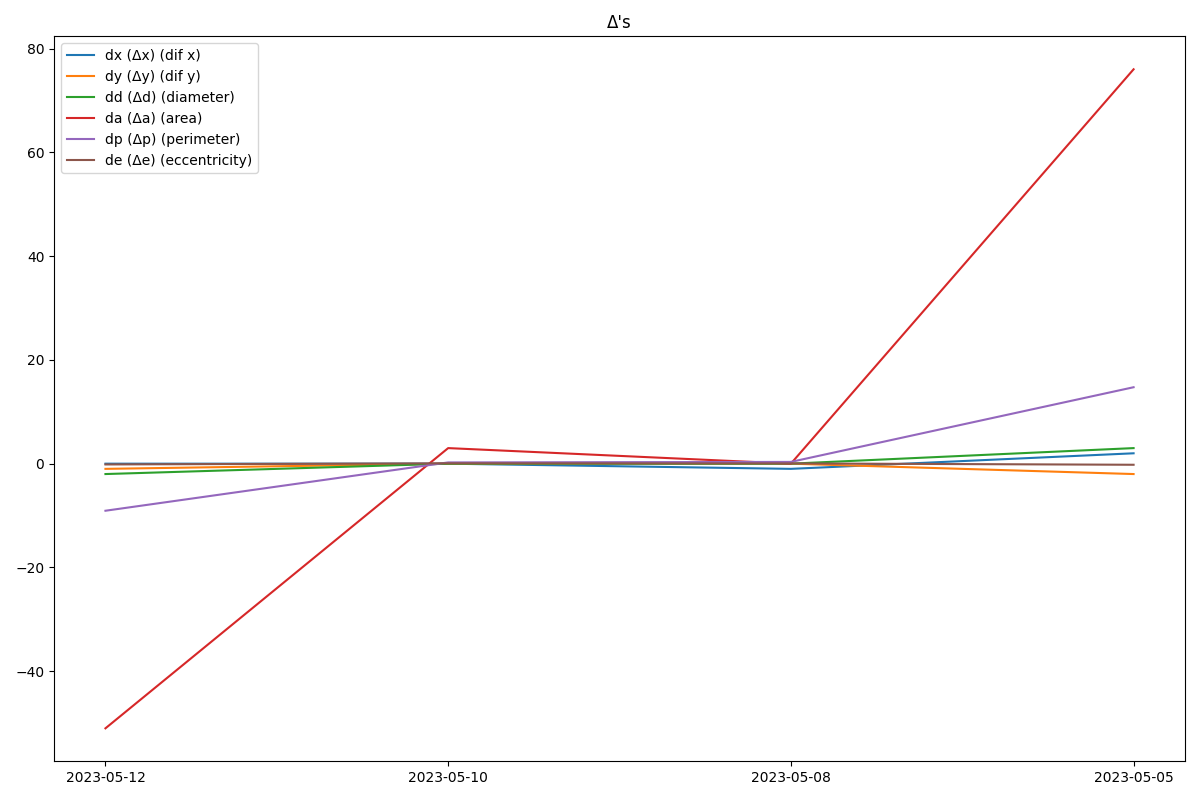 Δ's
dx (Δx) (dif x)
dy (Δy) (dif y)
dd (Δd) (diameter)
da (Δa) (area)
dp (Δp) (perimeter)
de (Δe) (eccentricity)
80
60
40
20
0
−20
−40
2023-05-12 2023-05-10 2023-05-08 2023-05-05